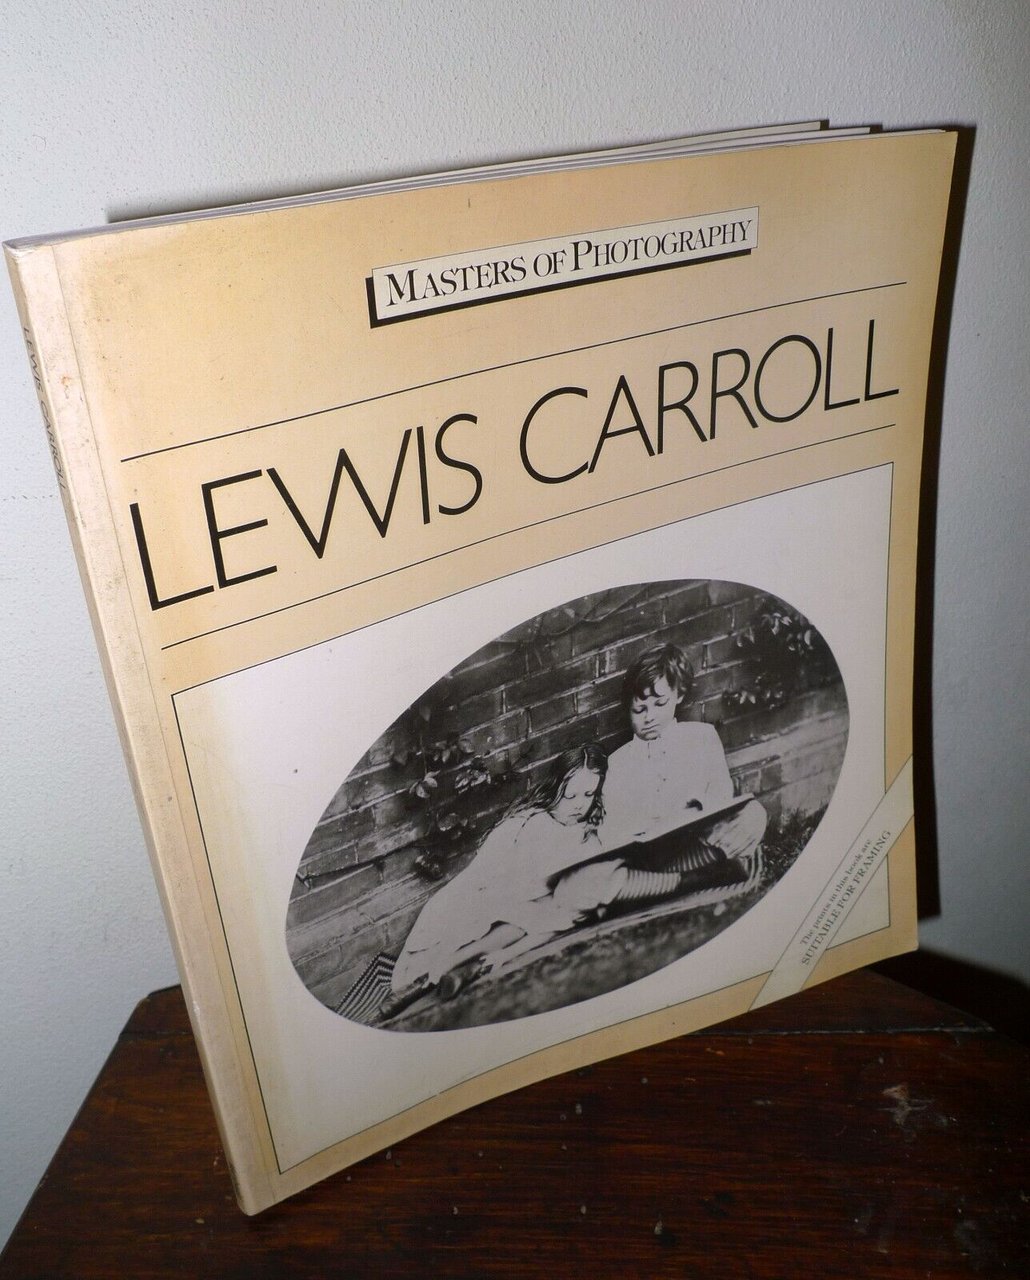 MASTERS OF PHOTOGRAPHY
LEWIS CARROLL
LEWIS CARROLL
The prints in this book are
SUITABLE FOR FRAMING